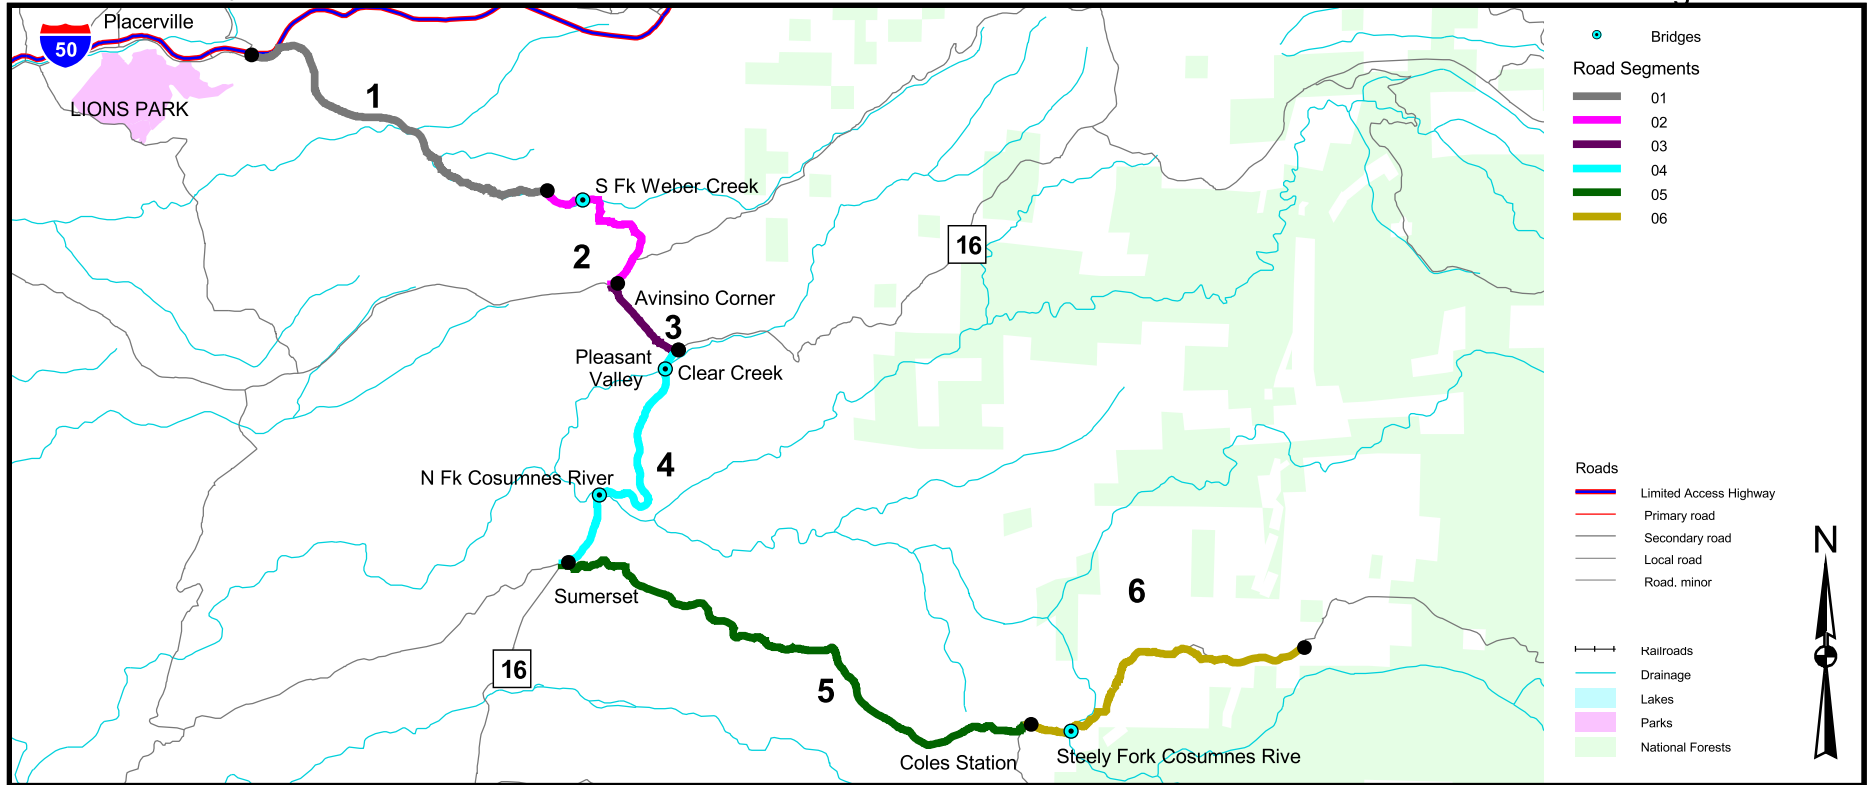 Placerville
50
LIONS PARK
1
S Fk Weber Creek
2
16
Avinsino Corner
3
Pleasant
Valley
Clear Creek
4
N Fk Cosumnes River
Sumerset
16
5
6
Coles Station
Steely Fork Cosumnes Rive
Bridges
Road Segments
01
02
03
04
05
06
Roads
Limited Access Highway
Primary road
Secondary road
Local road
Road, minor
Railroads
Drainage
Lakes
Parks
National Forests
N